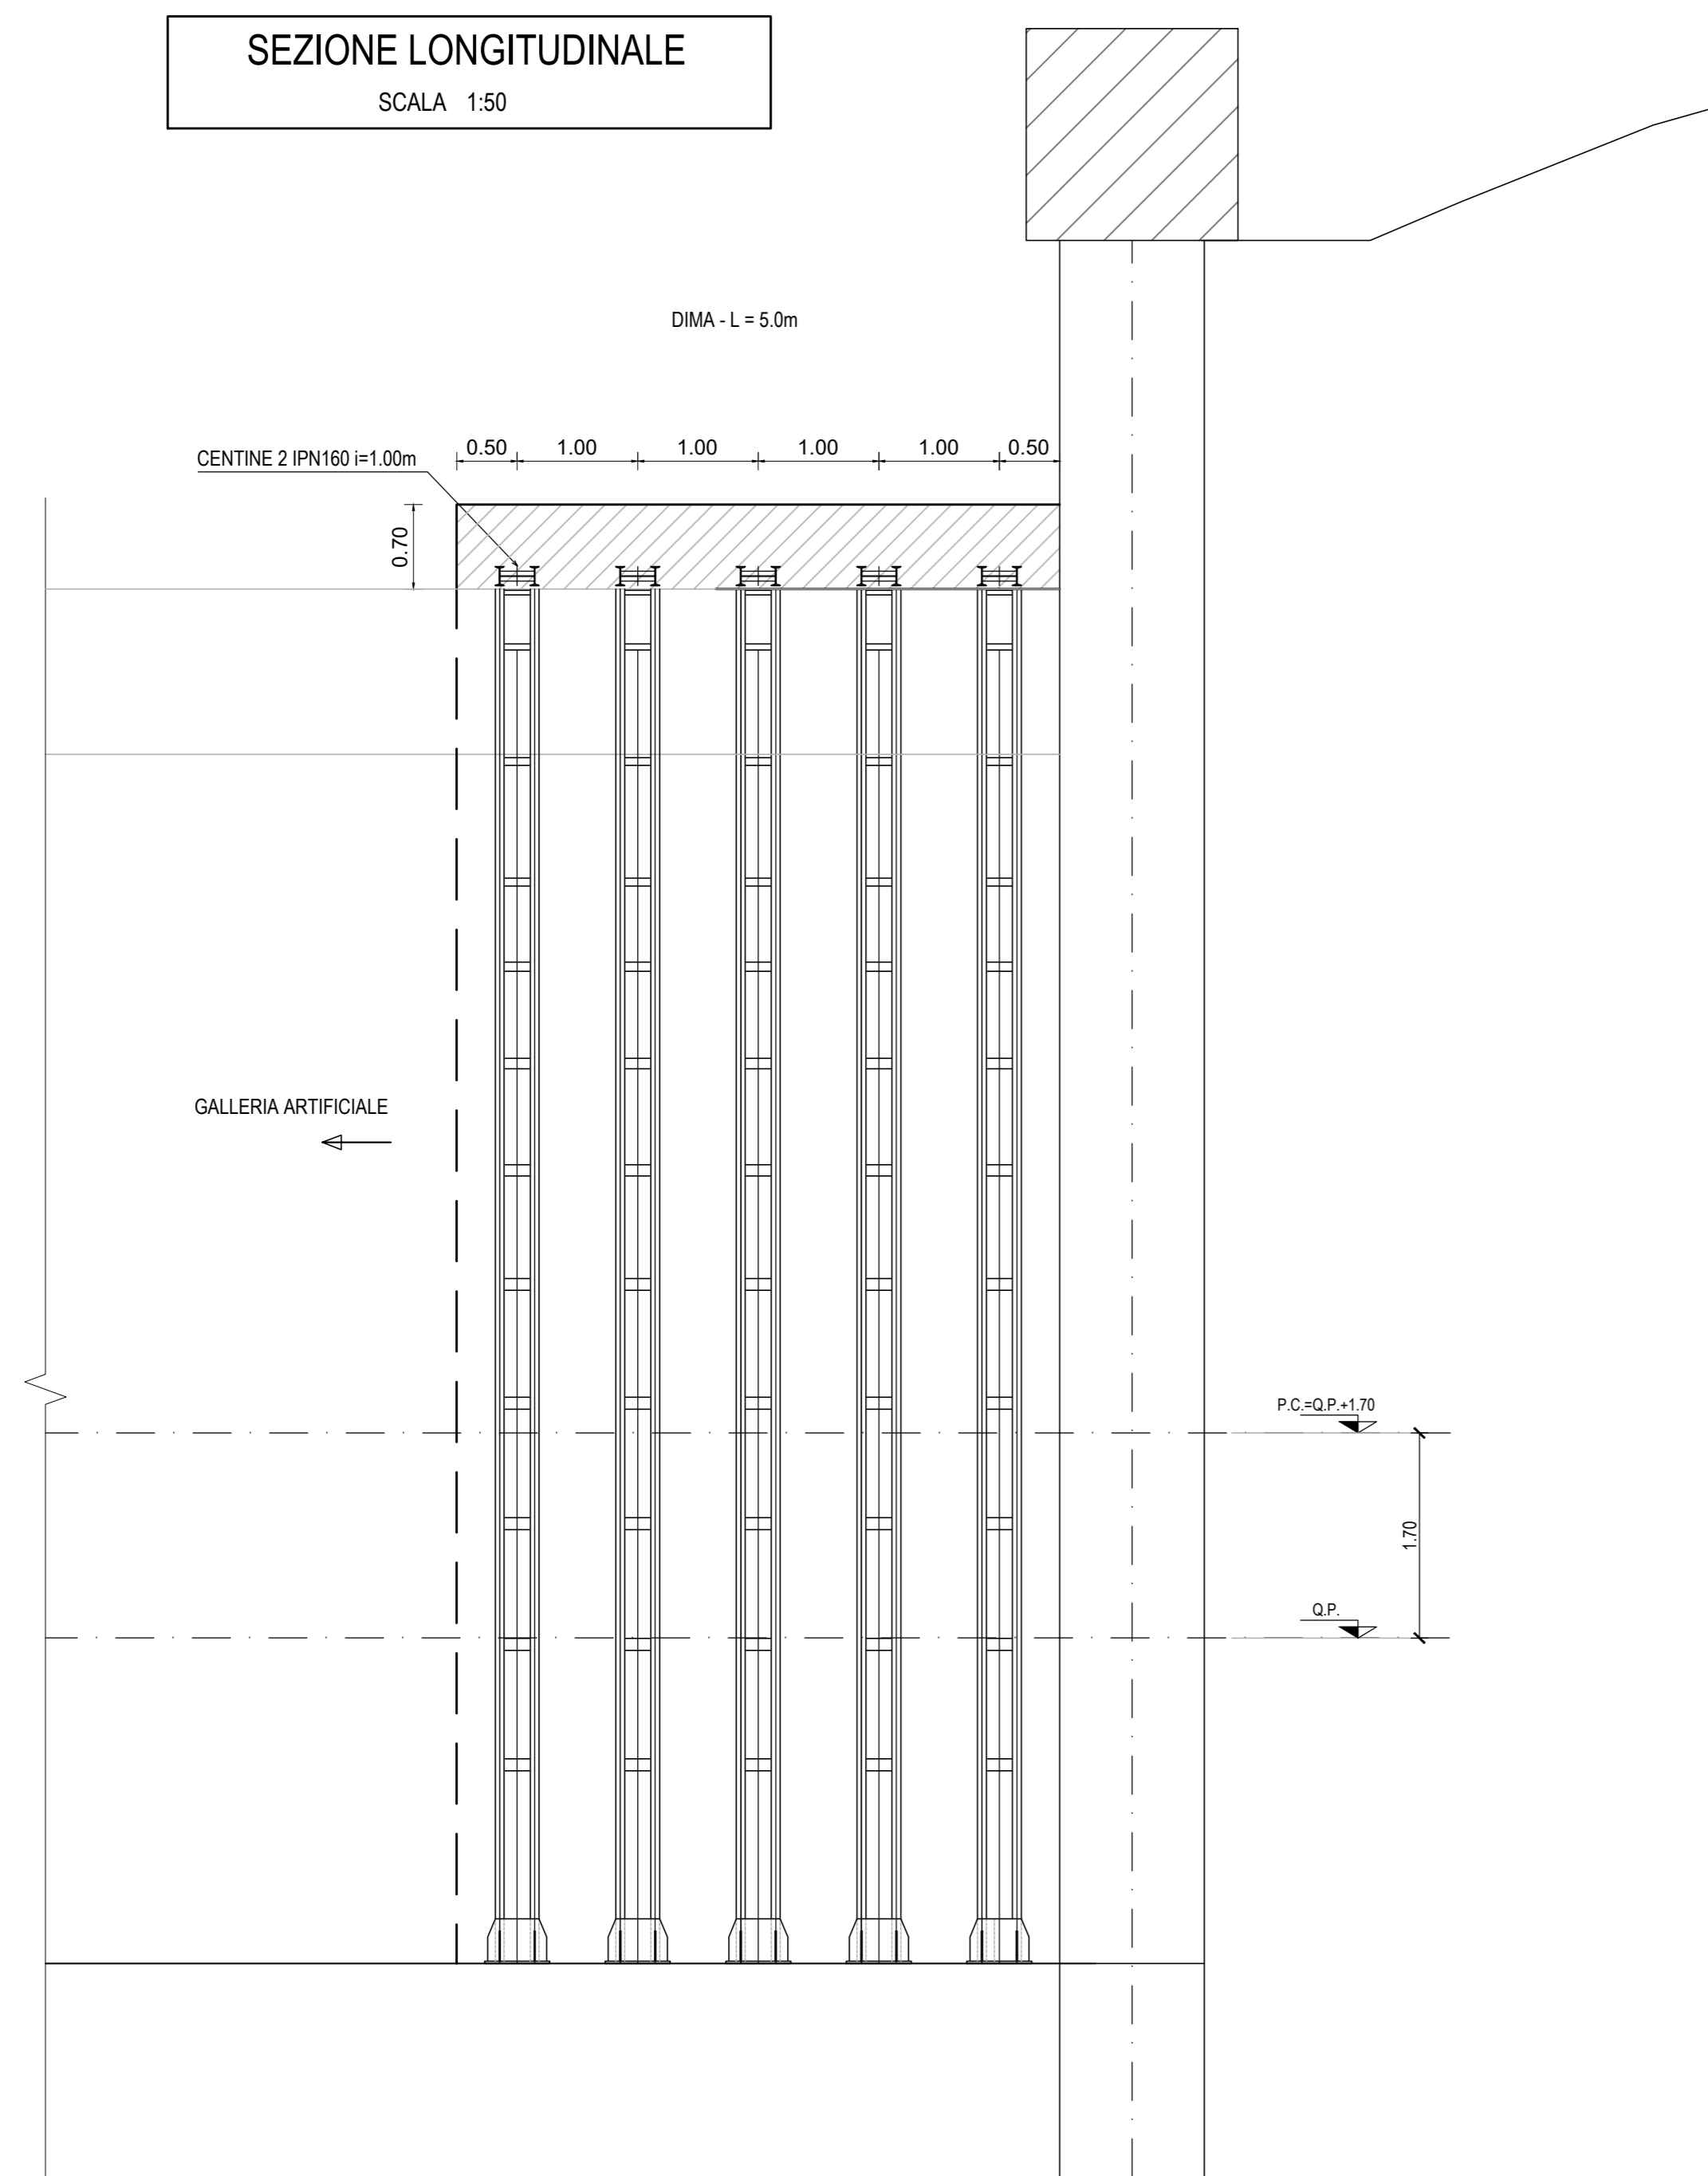 SEZIONE LONGITUDINALE
SCALA 1:50
DIMA - L = 5.0m
0.50 1.00 1.00 1.00 1.00 0.50
CENTINE 2 IPN160 i=1.00m
0.70
GALLERIA ARTIFICIALE
P.C.=Q.P.+1.70
1.70
Q.P.